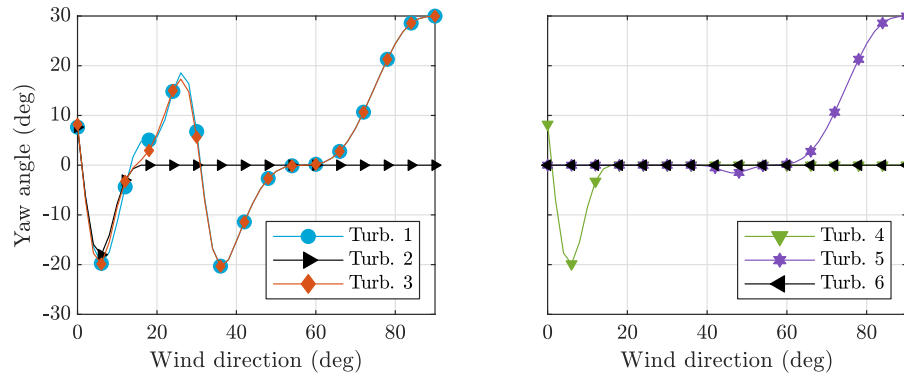 30
20
10
0
-10
-20
-30
Yaw angle (deg)
0 20 40 60 80
Wind direction (deg)
Turb. 1
Turb. 2
Turb. 3
0 20 40 60 80
Wind direction (deg)
Turb. 4
Turb. 5
Turb. 6